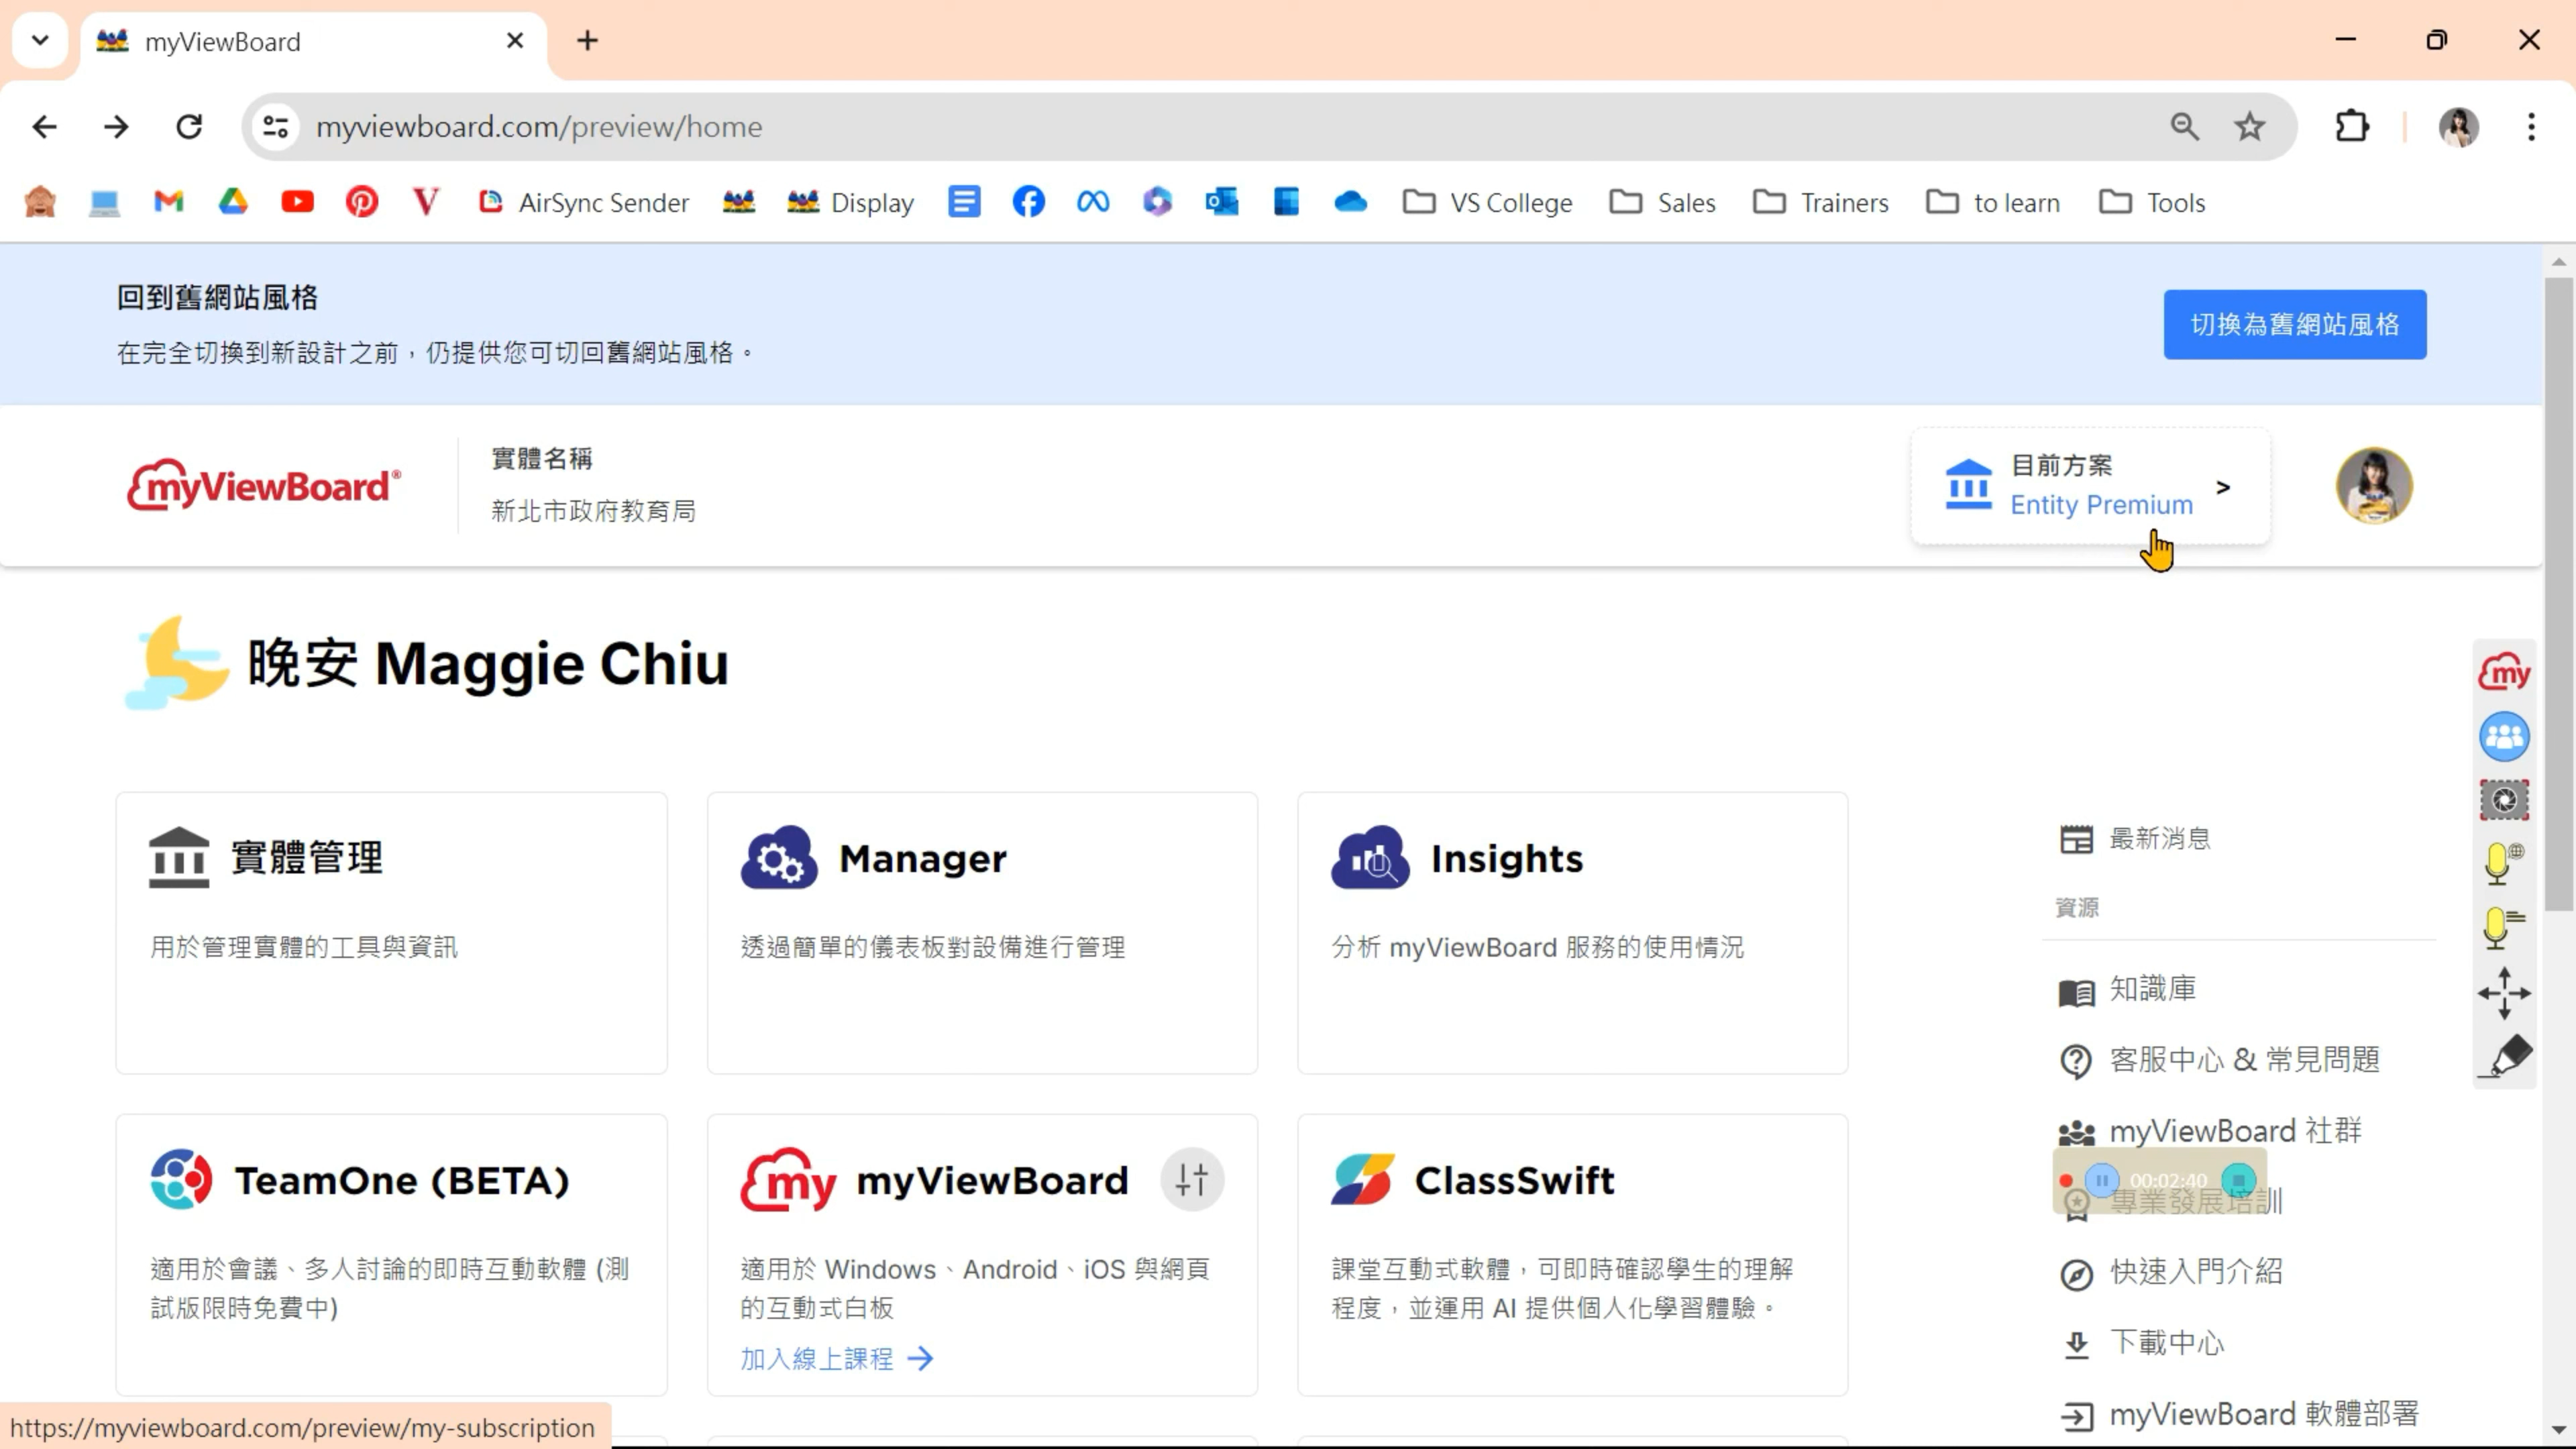 myViewBoard
myviewboard.com/preview/home
AirSync Sender
Display
VS College
Sales
Trainers
to learn
Tools
回到舊網站風格
在完全切換到新設計之前，仍提供您可切回舊網站風格。
切換為舊網站風格
myViewBoard®
實體名稱
新北市政府教育局
目前方案
Entity Premium
>
晚安 Maggie Chiu
實體管理
用於管理實體的工具與資訊
Manager
透過簡單的儀表板對設備進行管理
Insights
分析 myViewBoard 服務的使用情況
TeamOne (BETA)
適用於會議、多人討論的即時互動軟體 (測
試版限時免費中)
my
myViewBoard
適用於 Windows、Android、iOS 與網頁
的互動式白板
加入線上課程
ClassSwift
課堂互動式軟體，可即時確認學生的理解
程度，並運用 AI 提供個人化學習體驗。
最新消息
資源
知識庫
客服中心 & 常見問題
myViewBoard 社群
00:02:40
專業發展培訓
快速入門介紹
下載中心
myViewBoard 軟體部署
my
https://myviewboard.com/preview/my-subscription